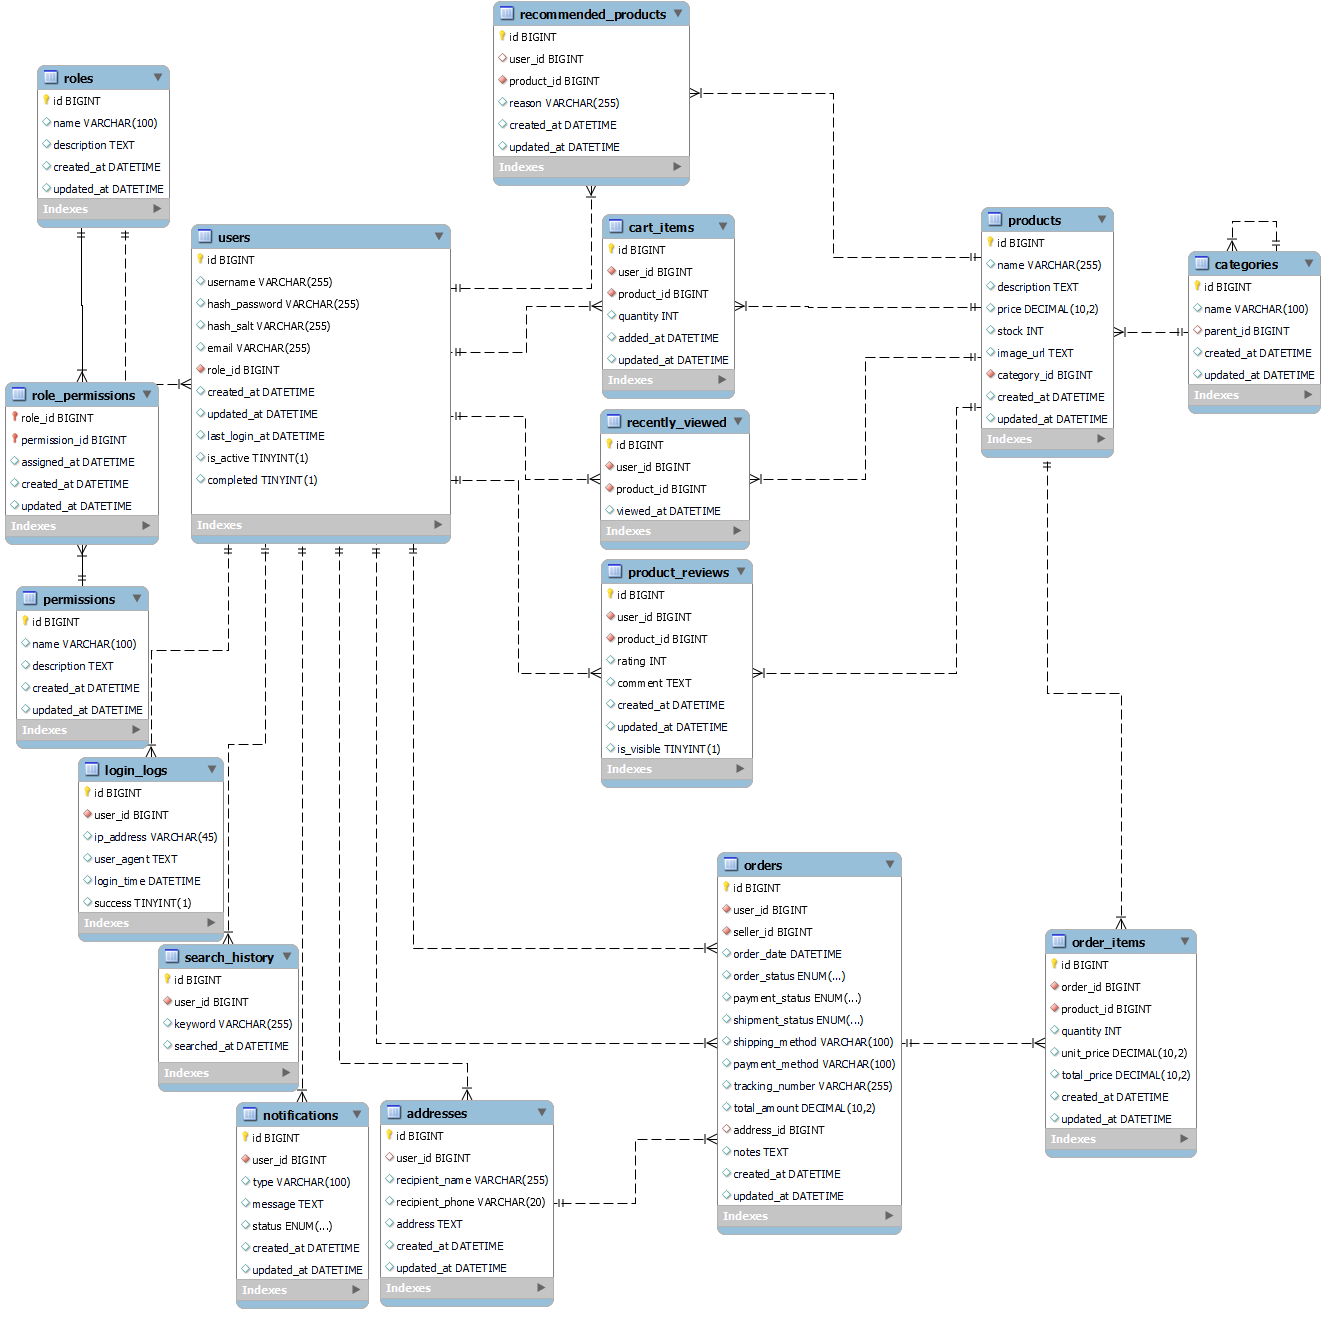 recommended_products
id BIGINT
user_id BIGINT
product_id BIGINT
reason VARCHAR(255)
created_at DATETIME
updated_at DATETIME
Indexes
roles
id BIGINT
name VARCHAR(100)
description TEXT
created_at DATETIME
updated_at DATETIME
Indexes
users
id BIGINT
username VARCHAR(255)
hash_password VARCHAR(255)
hash_salt VARCHAR(255)
email VARCHAR(255)
role_id BIGINT
created_at DATETIME
updated_at DATETIME
last_login_at DATETIME
is_active TINYINT(1)
completed TINYINT(1)
Indexes
cart_items
id BIGINT
user_id BIGINT
product_id BIGINT
quantity INT
added_at DATETIME
updated_at DATETIME
Indexes
products
id BIGINT
name VARCHAR(255)
description TEXT
price DECIMAL(10,2)
stock INT
image_url TEXT
category_id BIGINT
created_at DATETIME
updated_at DATETIME
Indexes
categories
id BIGINT
name VARCHAR(100)
parent_id BIGINT
created_at DATETIME
updated_at DATETIME
Indexes
role_permissions
role_id BIGINT
permission_id BIGINT
assigned_at DATETIME
created_at DATETIME
updated_at DATETIME
Indexes
recently_viewed
id BIGINT
user_id BIGINT
product_id BIGINT
viewed_at DATETIME
Indexes
product_reviews
id BIGINT
user_id BIGINT
product_id BIGINT
rating INT
comment TEXT
created_at DATETIME
updated_at DATETIME
is_visible TINYINT(1)
Indexes
permissions
id BIGINT
name VARCHAR(100)
description TEXT
created_at DATETIME
updated_at DATETIME
Indexes
login_logs
id BIGINT
user_id BIGINT
ip_address VARCHAR(45)
user_agent TEXT
login_time DATETIME
success TINYINT(1)
Indexes
search_history
id BIGINT
user_id BIGINT
keyword VARCHAR(255)
searched_at DATETIME
Indexes
orders
id BIGINT
user_id BIGINT
seller_id BIGINT
order_date DATETIME
order_status ENUM(...)
payment_status ENUM(...)
shipment_status ENUM(...)
shipping_method VARCHAR(100)
payment_method VARCHAR(100)
tracking_number VARCHAR(255)
total_amount DECIMAL(10,2)
address_id BIGINT
notes TEXT
created_at DATETIME
updated_at DATETIME
Indexes
order_items
id BIGINT
order_id BIGINT
product_id BIGINT
quantity INT
unit_price DECIMAL(10,2)
total_price DECIMAL(10,2)
created_at DATETIME
updated_at DATETIME
Indexes
notifications
id BIGINT
user_id BIGINT
type VARCHAR(100)
message TEXT
status ENUM(...)
created_at DATETIME
updated_at DATETIME
Indexes
addresses
id BIGINT
user_id BIGINT
recipient_name VARCHAR(255)
recipient_phone VARCHAR(20)
address TEXT
created_at DATETIME
updated_at DATETIME
Indexes